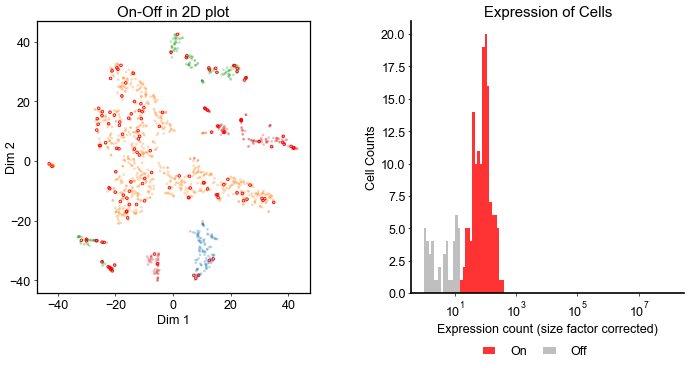 On-Off in 2D plot
40
20
0
−20
−40
Dim 2
−40 −20 0 20 40
Dim 1
Expression of Cells
20.0
17.5
15.0
12.5
10.0
7.5
5.0
2.5
0.0
Cell Counts
10^1 10^3 10^5 10^7
Expression count (size factor corrected)
On Off